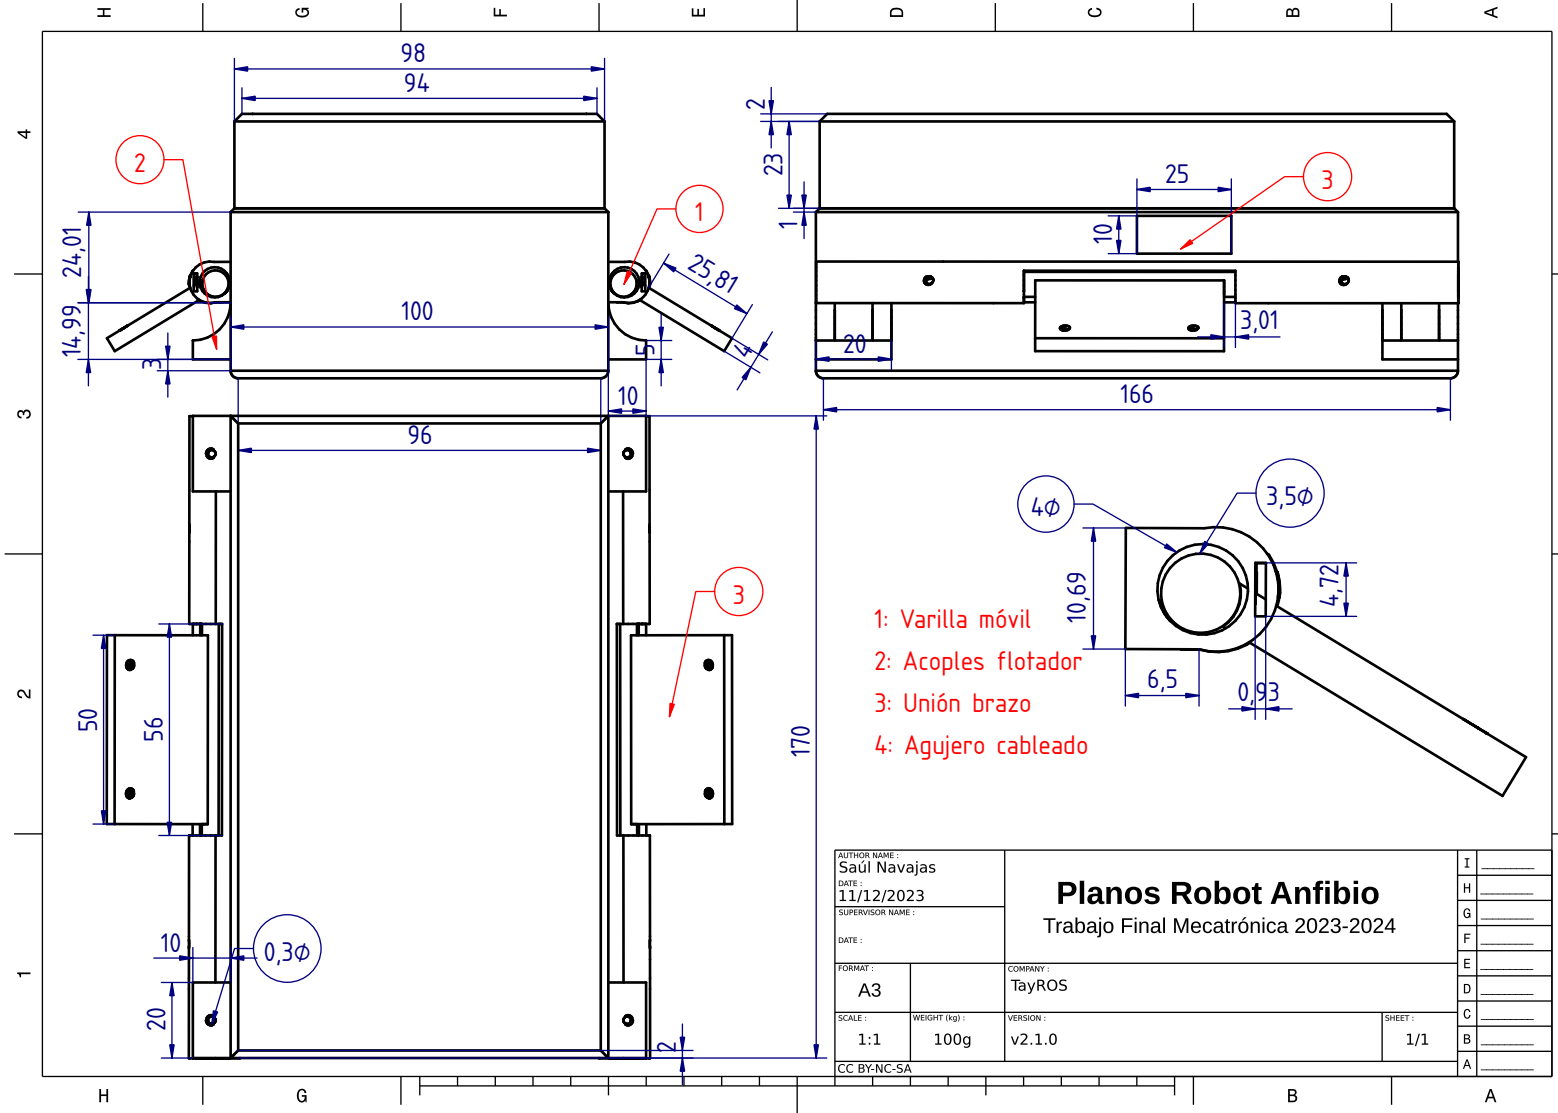 H G F E D C B A
98
94
2
2
1
24,01
14,99
3
100
25,81
5
4
10
2
23
1
25
3
10
3,01
20
166
4
3
2
1
96
3
50
56
170
10
0,3Φ
20
2
4Φ
3,5Φ
10,69
4,72
6,5
0,93
1: Varilla móvil
2: Acoples flotador
3: Unión brazo
4: Agujero cableado
AUTHOR NAME :
Saúl Navajas
DATE :
11/12/2023
SUPERVISOR NAME :
DATE :
Planos Robot Anfibio
Trabajo Final Mecatrónica 2023-2024
FORMAT :
A3
COMPANY :
TayROS
SCALE :
1:1
WEIGHT (kg) :
100g
VERSION :
v2.1.0
SHEET :
1/1
CC BY-NC-SA
I
H
G
F
E
D
C
B
A
H G B A